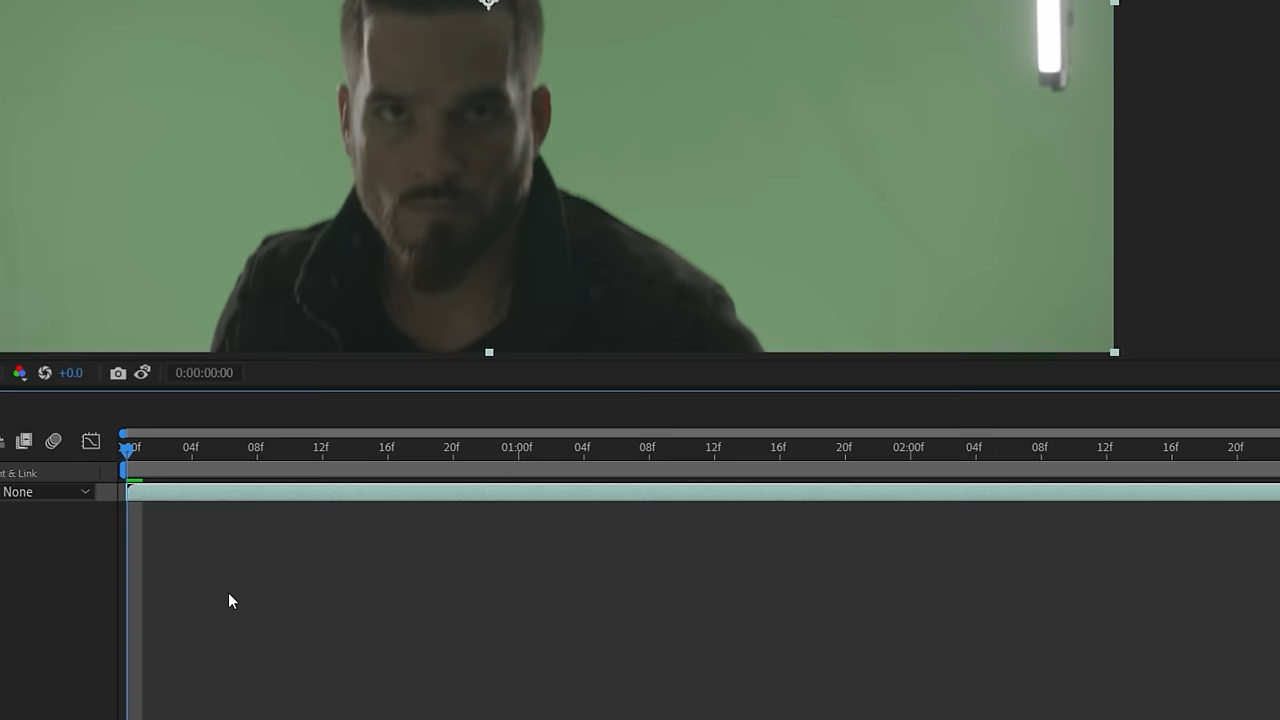 +0.0 0:00:00:00
:00f 04f 08f 12f 16f 20f 01:00f 04f 08f 12f 16f 20f 02:00f 04f 08f 12f 16f 20f
t & Link
None